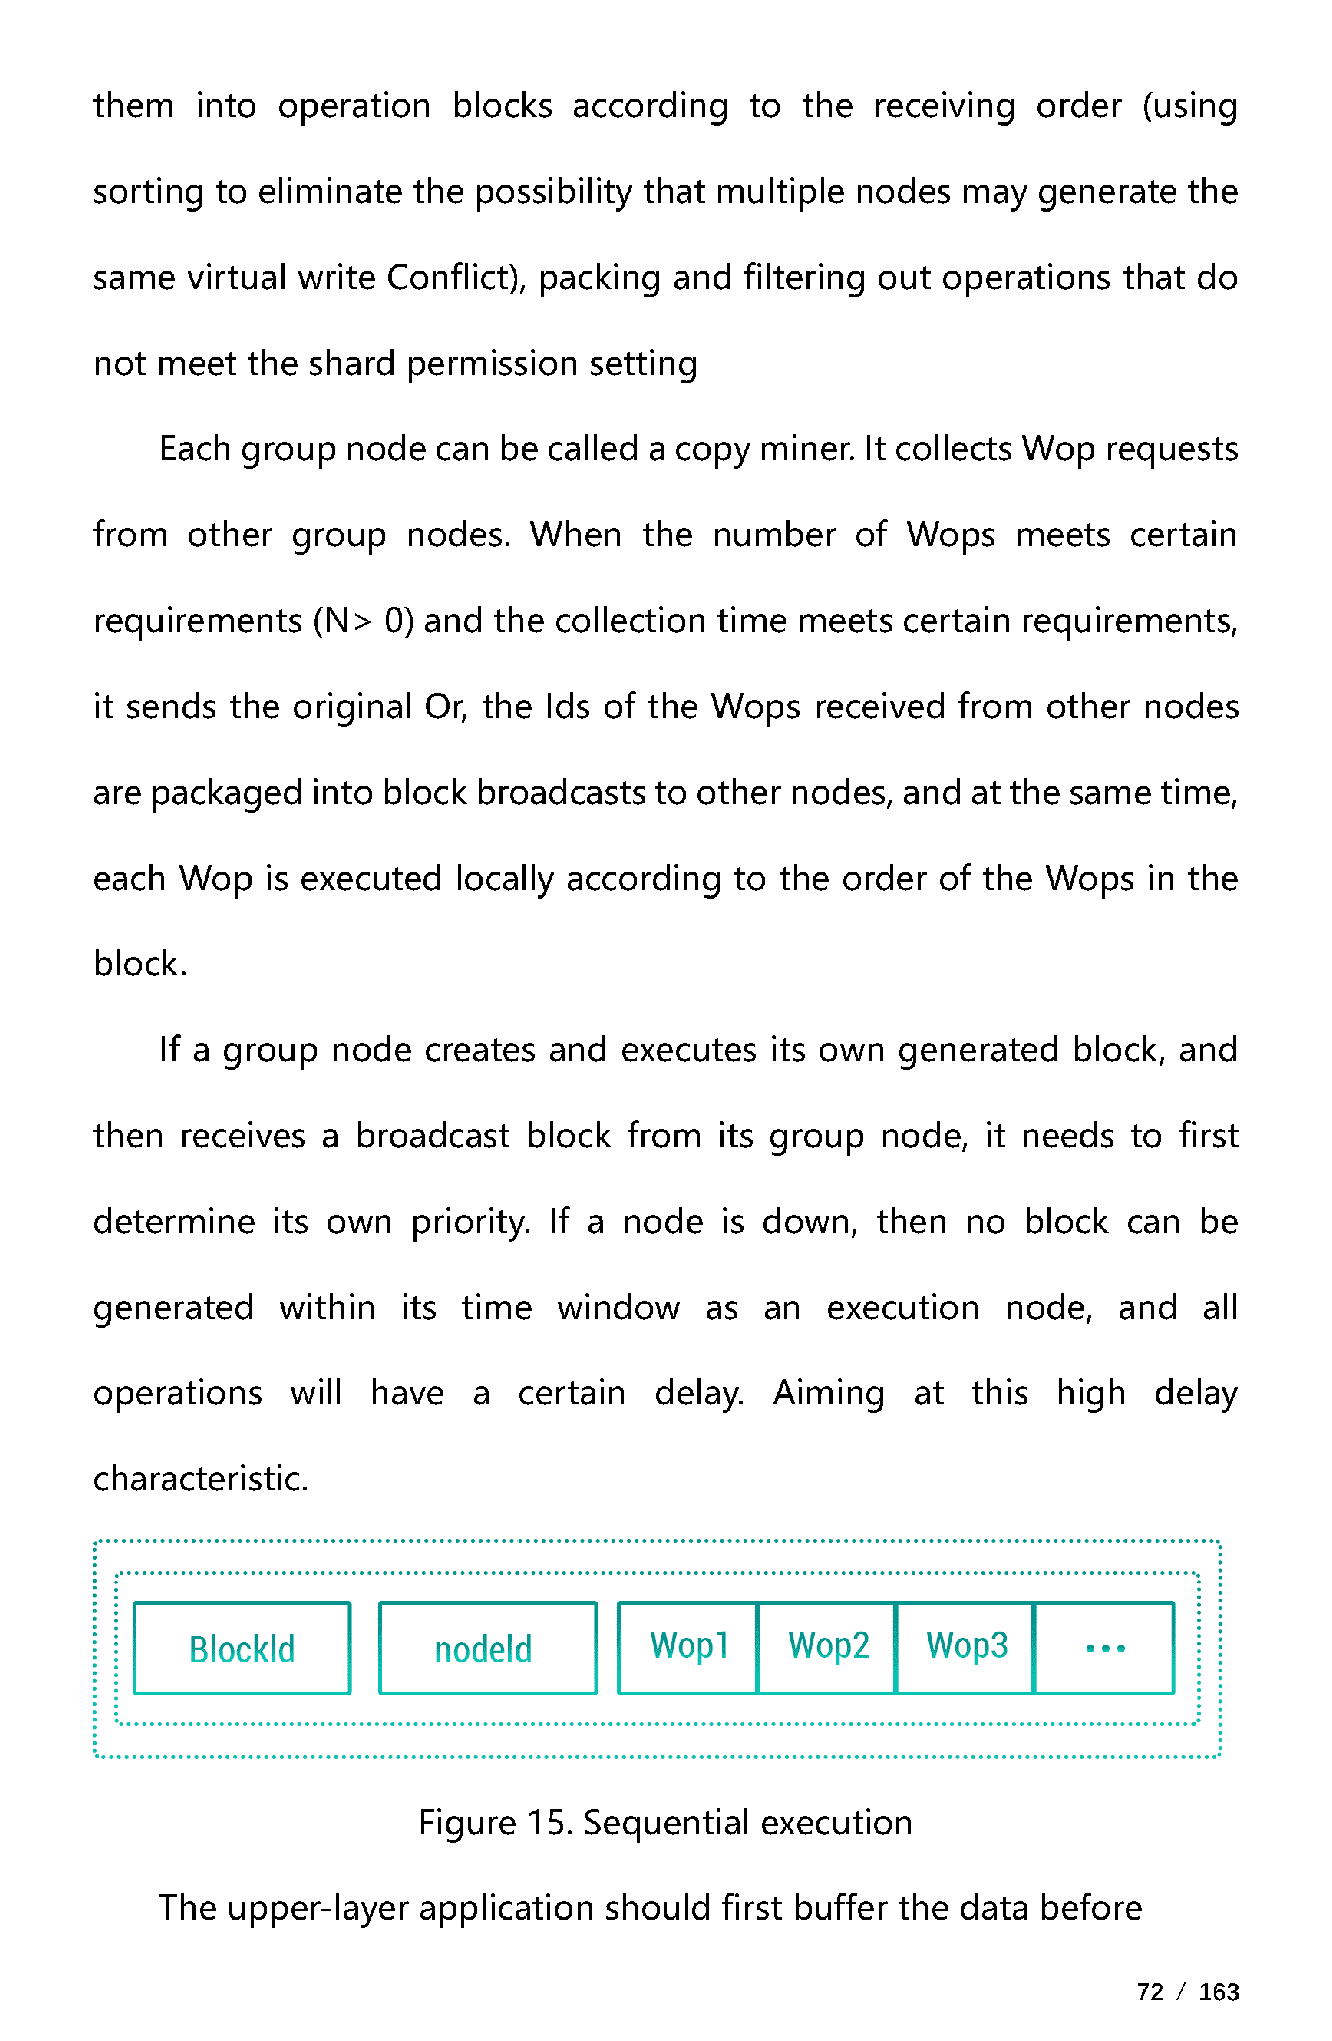 them into operation blocks according to the receiving order (using
sorting to eliminate the possibility that multiple nodes may generate the
same virtual write Conflict), packing and filtering out operations that do
not meet the shard permission setting
Each group node can be called a copy miner. It collects Wop requests
from other group nodes. When the number of Wops meets certain
requirements (N> 0) and the collection time meets certain requirements,
it sends the original Or, the Ids of the Wops received from other nodes
are packaged into block broadcasts to other nodes, and at the same time,
each Wop is executed locally according to the order of the Wops in the
block.
If a group node creates and executes its own generated block, and
then receives a broadcast block from its group node, it needs to first
determine its own priority. If a node is down, then no block can be
generated within its time window as an execution node, and all
operations will have a certain delay. Aiming at this high delay
characteristic.
BlockId nodeId Wop1 Wop2 Wop3 ...
Figure 15. Sequential execution
The upper-layer application should first buffer the data before
72 / 163